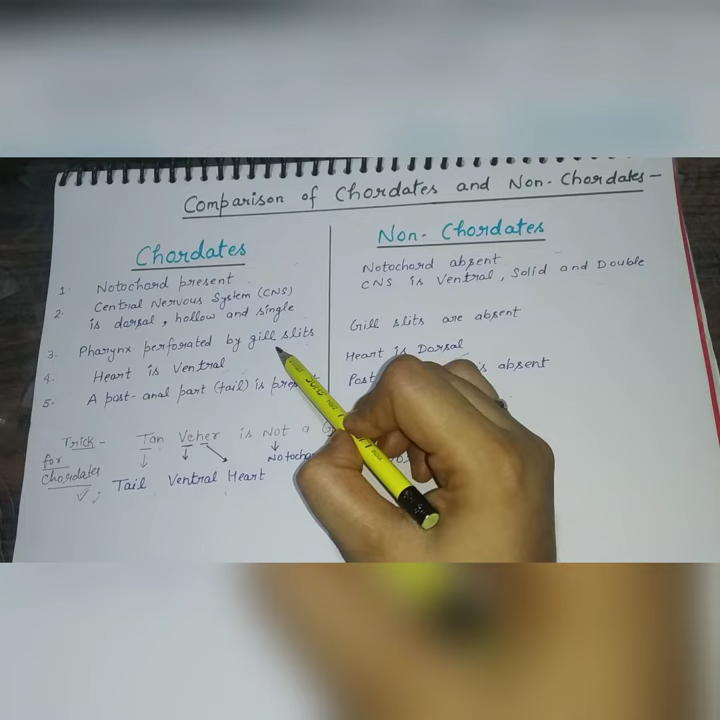 Comparison of Chordates and Non-Chordates-
Chordates
1. Notochord present
2. Central Nervous System (CNS)
is dorsal, hollow and single
3. Pharynx perforated by gill slits
4. Heart is Ventral
5. A post-anal part (tail) is
Non-Chordates
Notochord absent
CNS is Ventral, Solid and Double
Gill slits are absent
Heart is Dorsal
Post is absent
Trick - Tan Veher is Not a
for
Chordates
Tail Ventral Heart